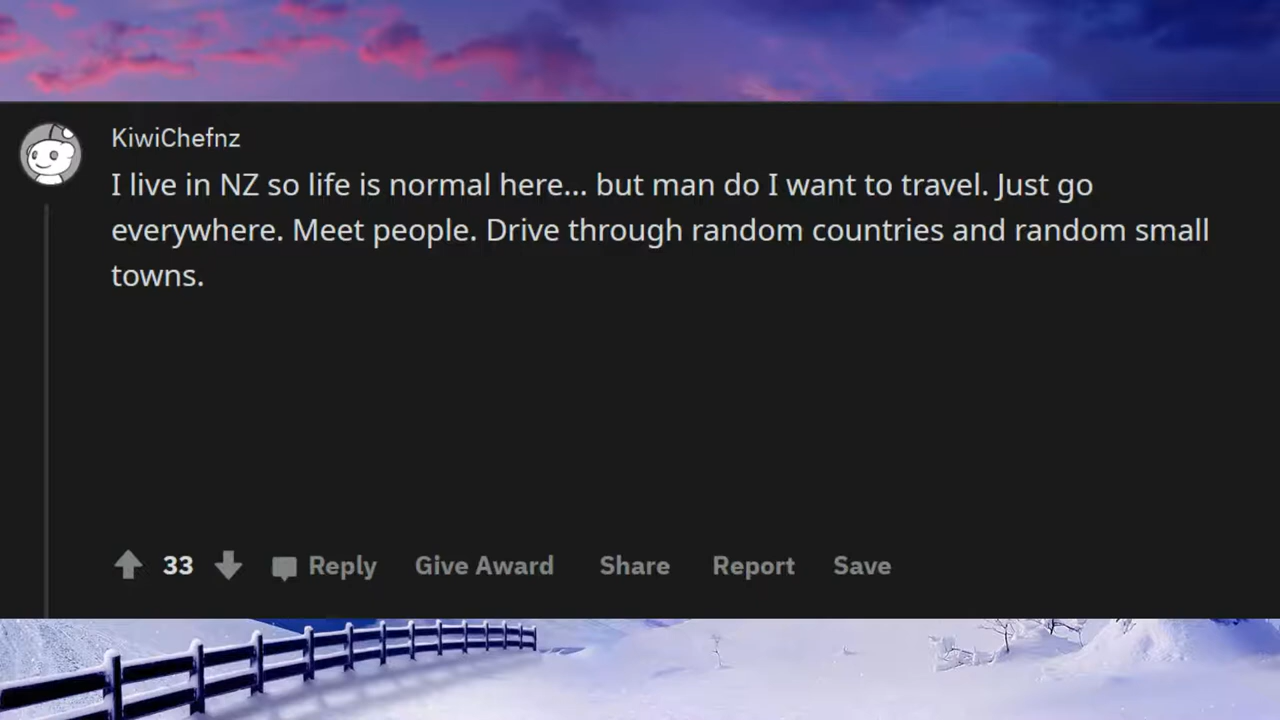 KiwiChefnz
I live in NZ so life is normal here... but man do I want to travel. Just go
everywhere. Meet people. Drive through random countries and random small
towns.
33 Reply Give Award Share Report Save